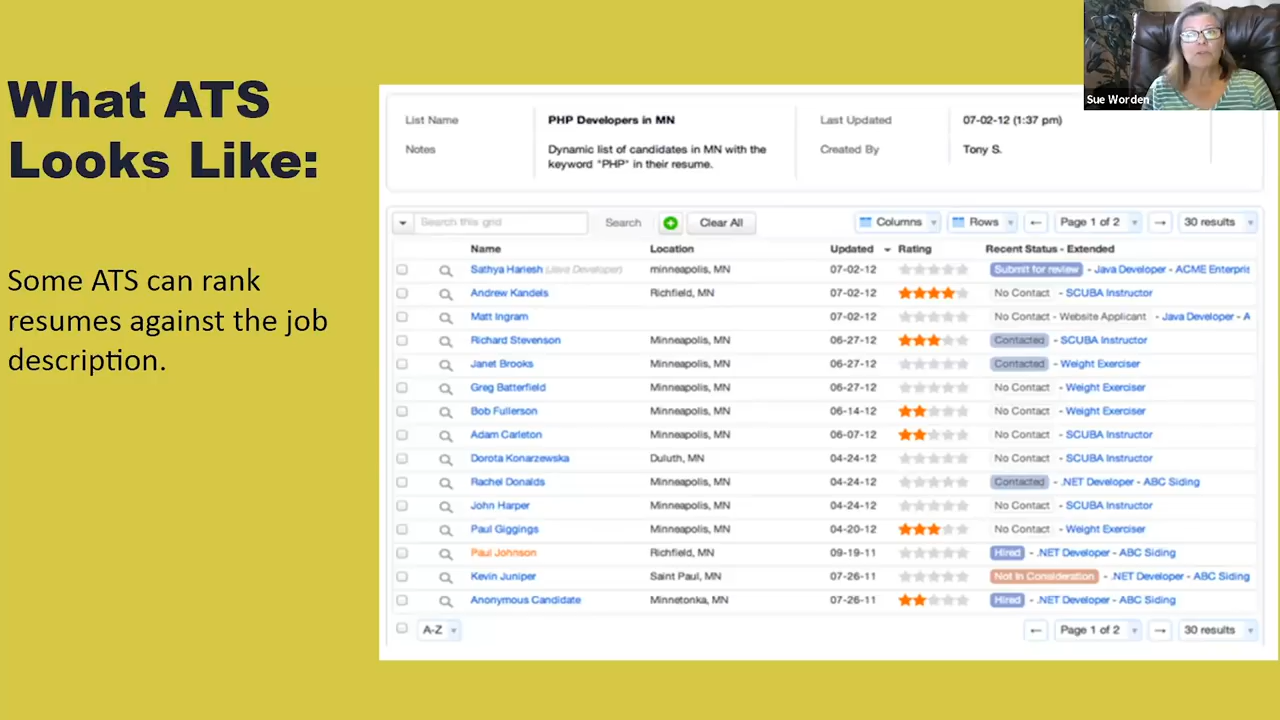 What ATS
Looks Like:
Some ATS can rank
resumes against the job
description.
Sue Worden
List Name PHP Developers in MN Last Updated 07-02-12 (1:37 pm)
Notes Dynamic list of candidates in MN with the Created By Tony S.
keyword "PHP" in their resume.
Search this grid Search Clear All Columns Rows ← Page 1 of 2 → 30 results
Name Location Updated Rating Recent Status - Extended
Sathya Hariesh (Java Developer) minneapolis, MN 07-02-12 Submit for review - Java Developer - ACME Enterpris
Andrew Kandels Richfield, MN 07-02-12 No Contact - SCUBA Instructor
Matt Ingram 07-02-12 No Contact - Website Applicant - Java Developer - A
Richard Stevenson Minneapolis, MN 06-27-12 Contacted - SCUBA Instructor
Janet Brooks Minneapolis, MN 06-27-12 Contacted - Weight Exerciser
Greg Batterfield Minneapolis, MN 06-27-12 No Contact - Weight Exerciser
Bob Fullerson Minneapolis, MN 06-14-12 No Contact - Weight Exerciser
Adam Carleton Minneapolis, MN 06-07-12 No Contact - SCUBA Instructor
Dorota Konarzewska Duluth, MN 04-24-12 No Contact - SCUBA Instructor
Rachel Donalds Minneapolis, MN 04-24-12 Contacted - .NET Developer - ABC Siding
John Harper Minneapolis, MN 04-24-12 No Contact - SCUBA Instructor
Paul Giggings Minneapolis, MN 04-20-12 No Contact - Weight Exerciser
Paul Johnson Richfield, MN 09-19-11 Hired - .NET Developer - ABC Siding
Kevin Juniper Saint Paul, MN 07-26-11 Not In Consideration - .NET Developer - ABC Siding
Anonymous Candidate Minnetonka, MN 07-26-11 Hired - .NET Developer - ABC Siding
A-Z ← Page 1 of 2 → 30 results